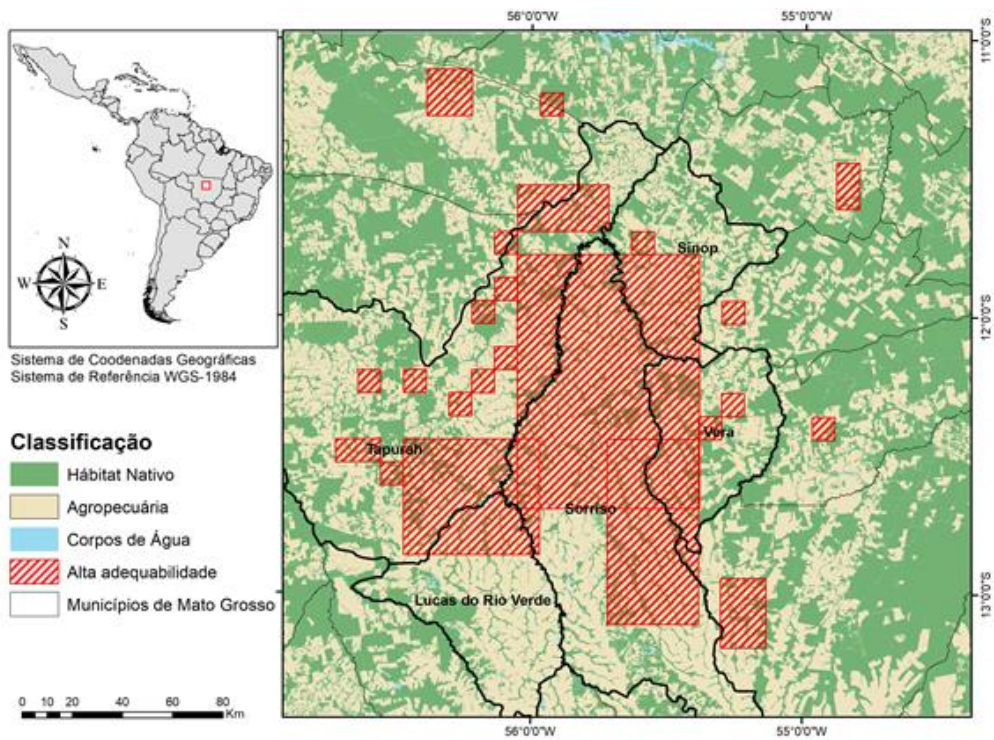 56°0'0"W
55°0'0"W
11°0'0"S
N
W
E
S
Sistema de Coodenadas Geográficas
Sistema de Referência WGS-1984
Sinop
12°0'0"S
Classificação
Hábitat Nativo
Agropecuária
Corpos de Água
Alta adequabilidade
Municípios de Mato Grosso
Tapurah
Vera
Sorriso
Lucas do Rio Verde
13°0'0"S
0 10 20 40 60 80
Km
56°0'0"W
55°0'0"W